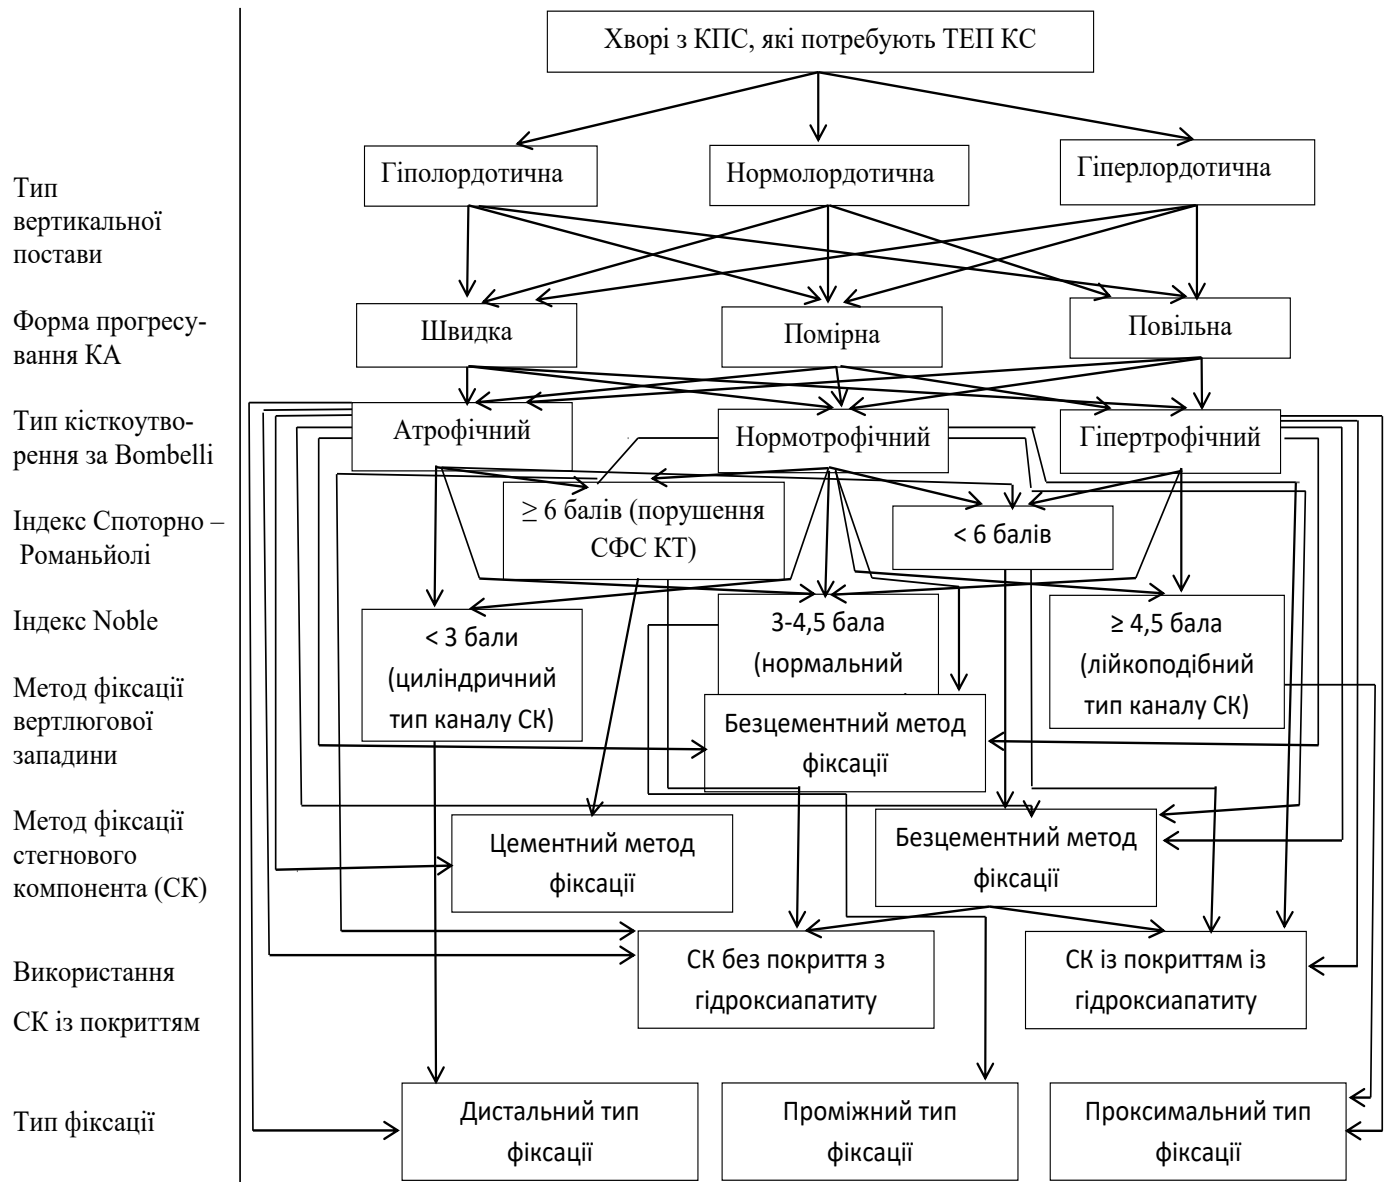 Хворі з КПС, які потребують ТЕП КС
Тип
вертикальної
постави
Гіполордотична
Нормолордотична
Гіперлордотична
Форма прогресу-
вання КА
Швидка
Помірна
Повільна
Тип кісткоутво-
рення за Bombelli
Атрофічний
Нормотрофічний
Гіпертрофічний
Індекс Споторно –
Романьйолі
≥ 6 балів (порушення
СФС КТ)
< 6 балів
Індекс Noble
< 3 бали
(циліндричний
тип каналу СК)
3-4,5 бала
(нормальний
≥ 4,5 бала
(лійкоподібний
тип каналу СК)
Метод фіксації
вертлюгової
западини
Безцементний метод
фіксації
Метод фіксації
стегнового
компонента (СК)
Цементний метод
фіксації
Безцементний метод
фіксації
Використання
СК із покриттям
СК без покриття з
гідроксиапатиту
СК із покриттям із
гідроксиапатиту
Тип фіксації
Дистальний тип
фіксації
Проміжний тип
фіксації
Проксимальний тип
фіксації